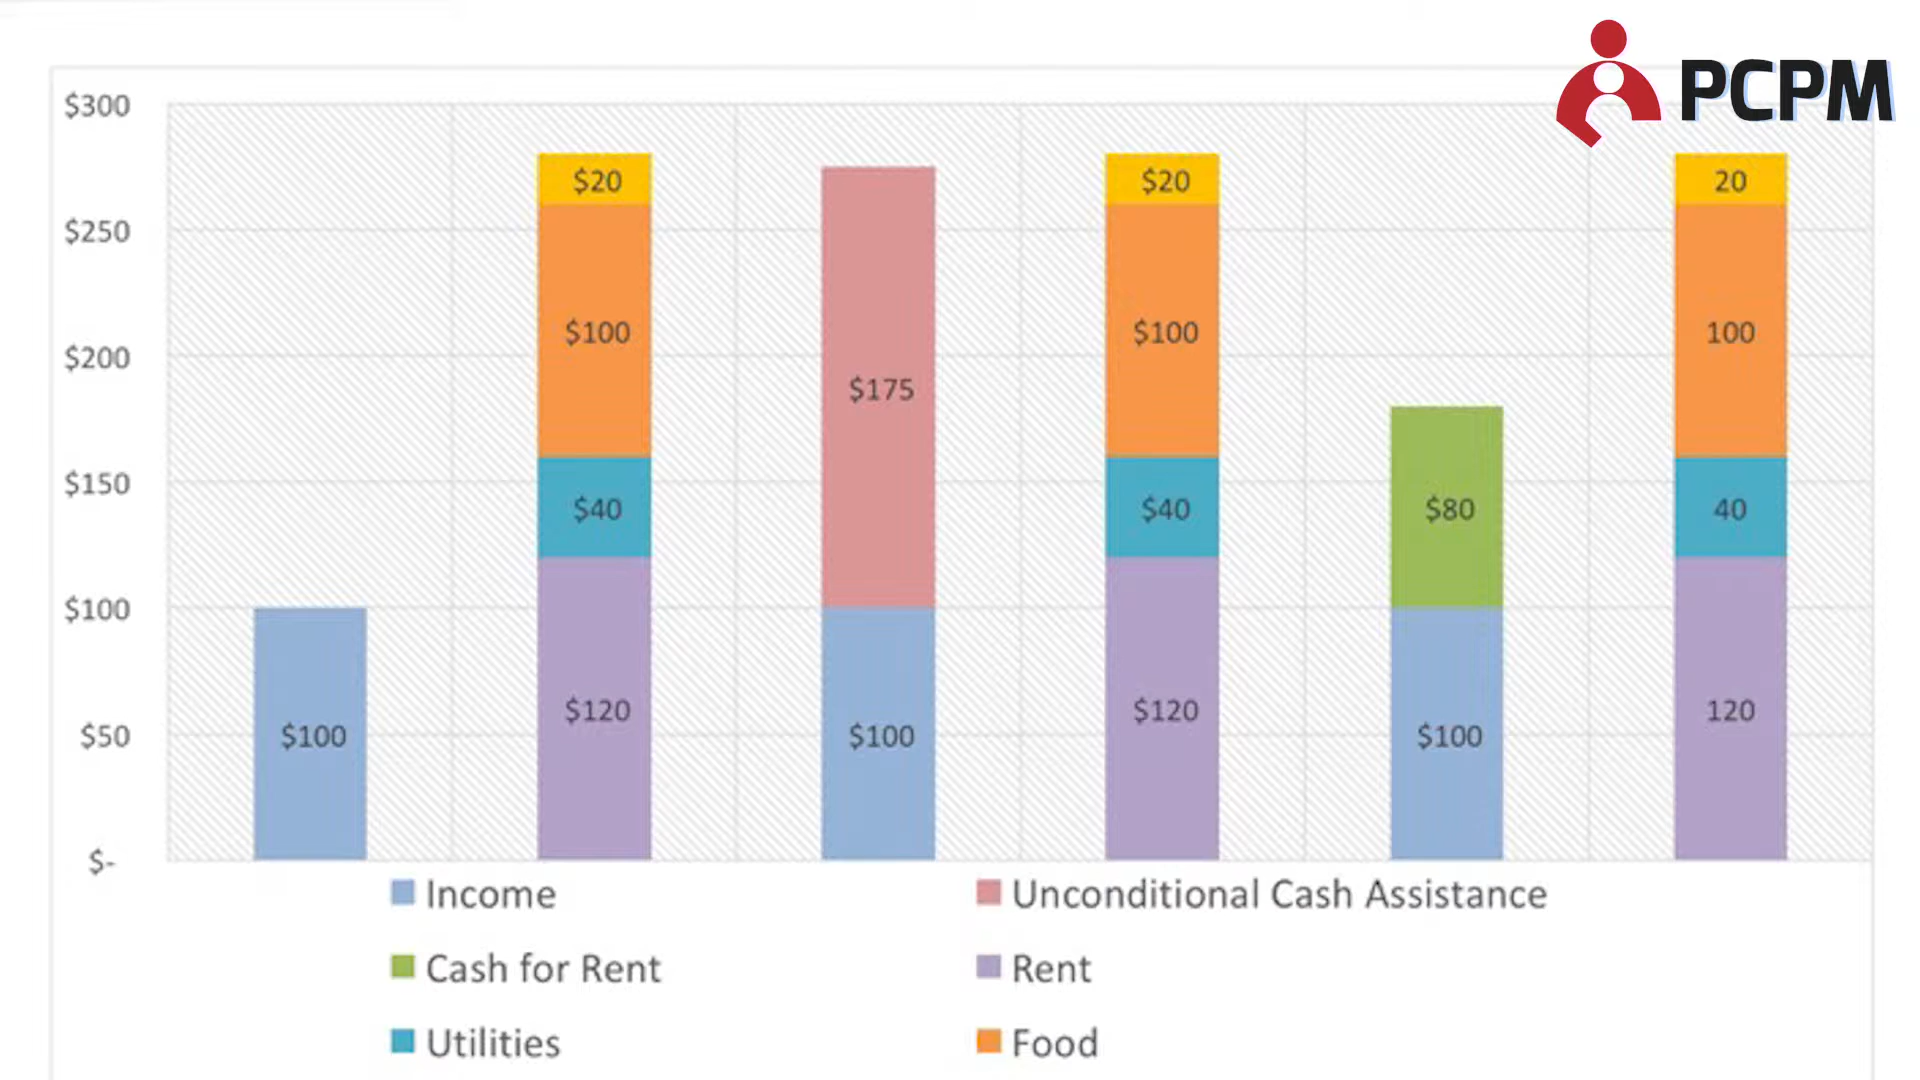 PCPM
$300
$20 $20 20
$250
$100 $100 100
$200
$175
$150
$40 $40 $80 40
$100
$120 $120 120
$50 $100 $100 $100
$-
Income Unconditional Cash Assistance
Cash for Rent Rent
Utilities Food